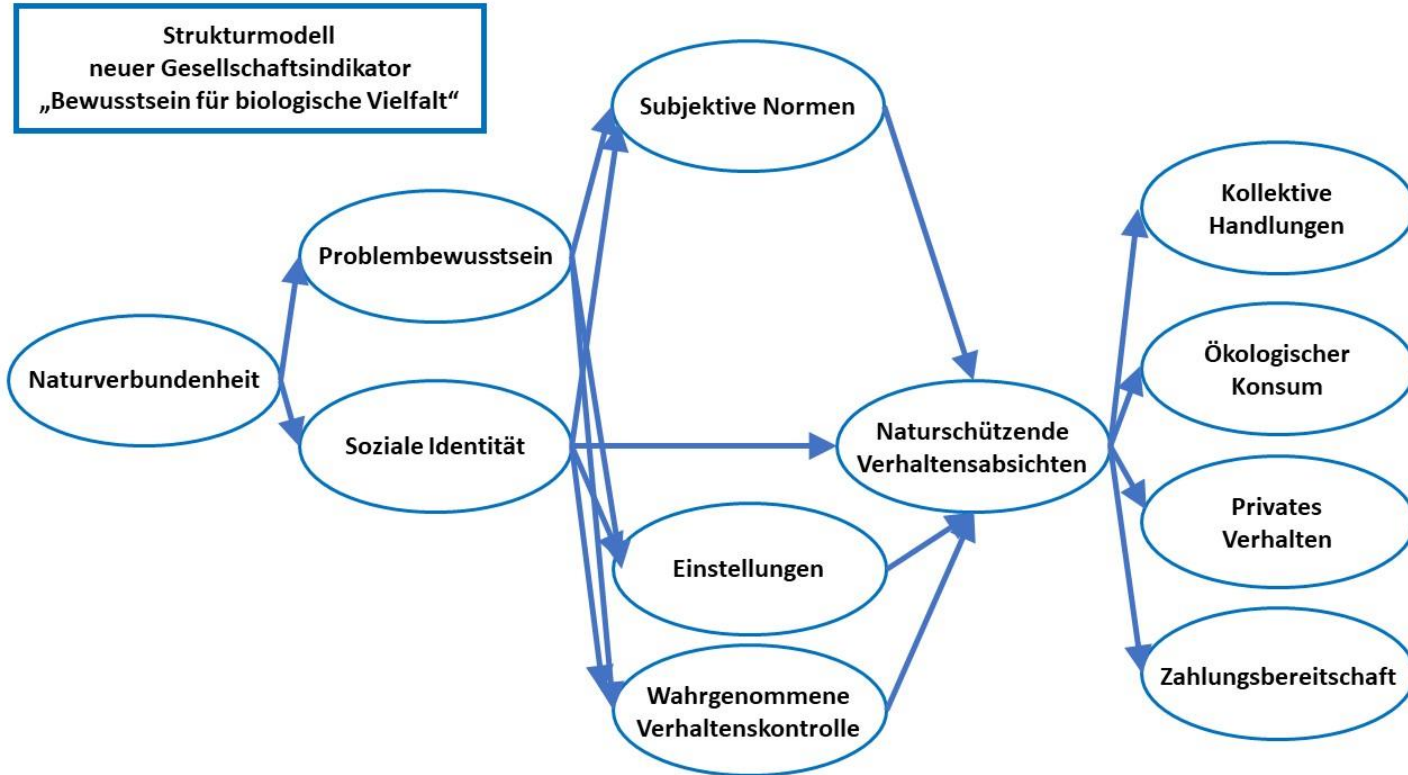 Strukturmodell
neuer Gesellschaftsindikator
„Bewusstsein für biologische Vielfalt“
Naturverbundenheit
Problembewusstsein
Soziale Identität
Subjektive Normen
Einstellungen
Wahrgenommene
Verhaltenskontrolle
Naturschützende
Verhaltensabsichten
Kollektive
Handlungen
Ökologischer
Konsum
Privates
Verhalten
Zahlungsbereitschaft